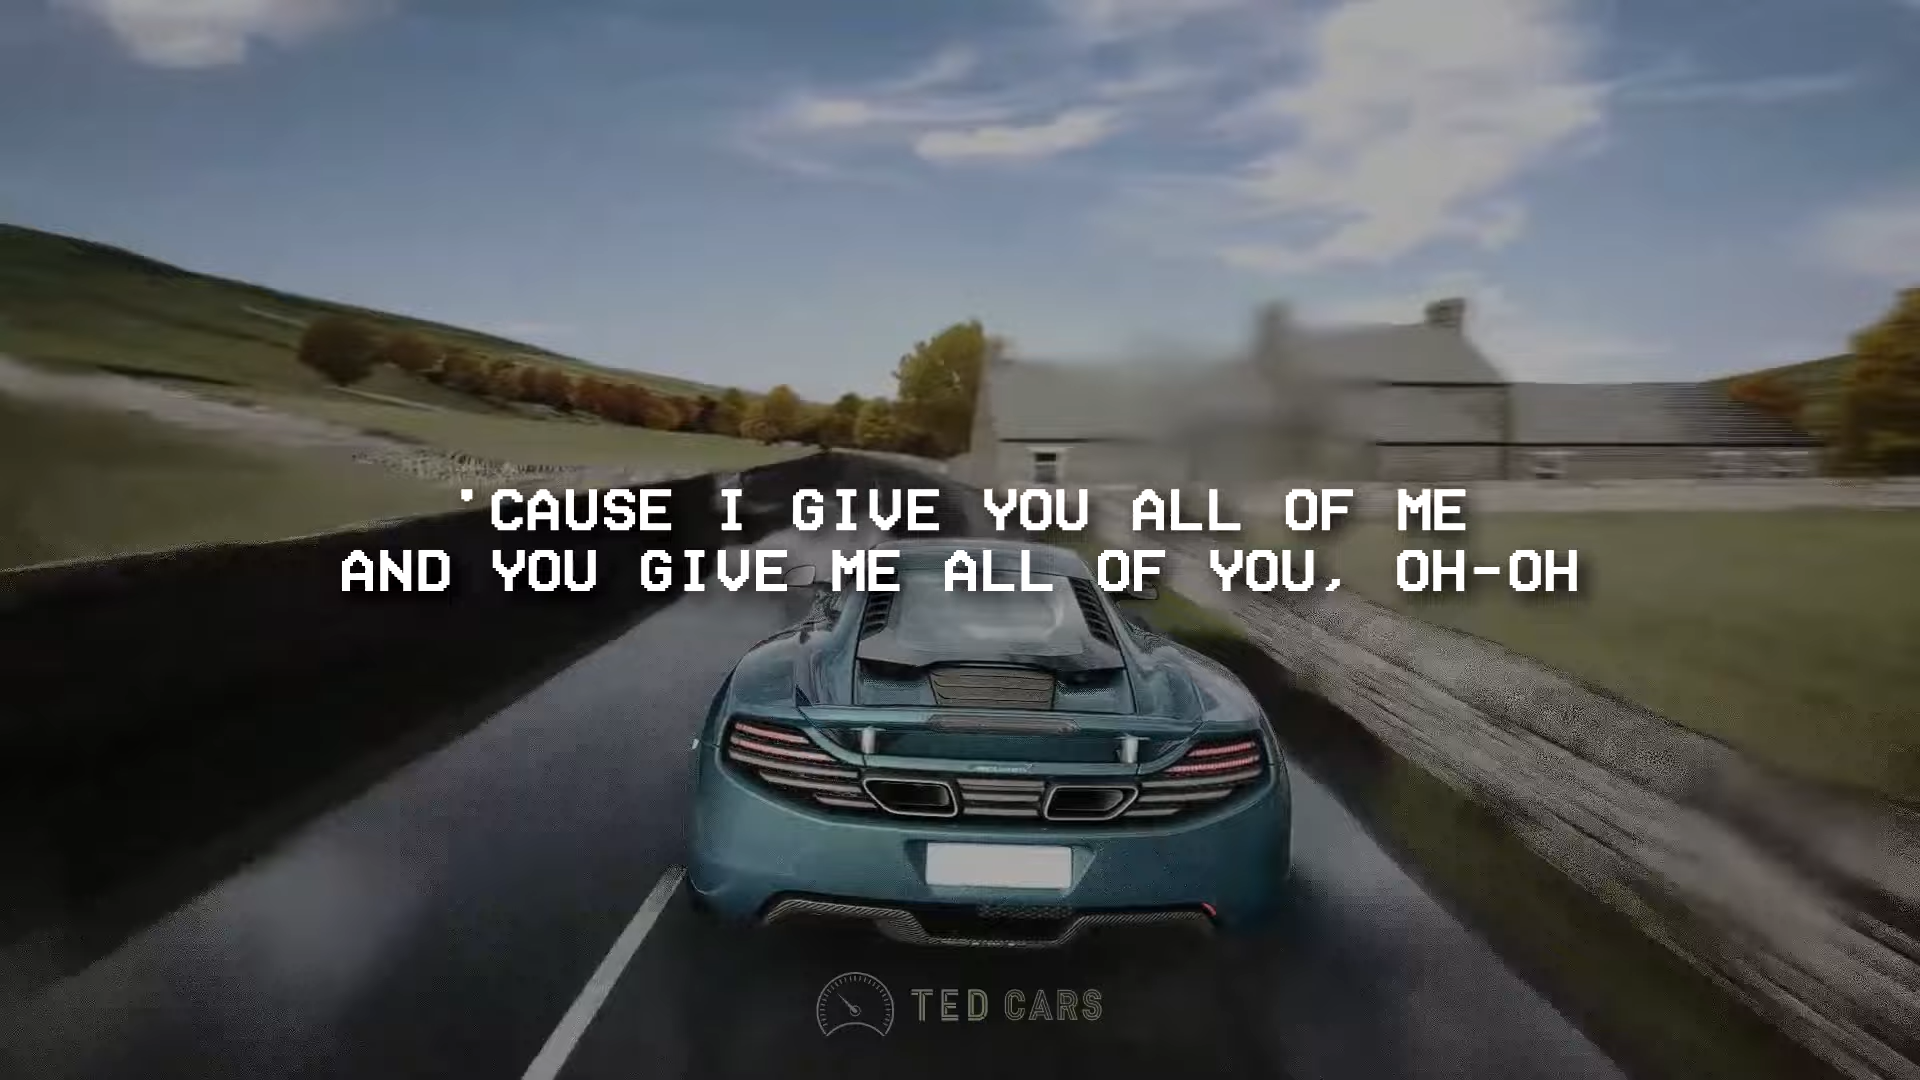 'CAUSE I GIVE YOU ALL OF ME
AND YOU GIVE ME ALL OF YOU, OH-OH
TED CARS